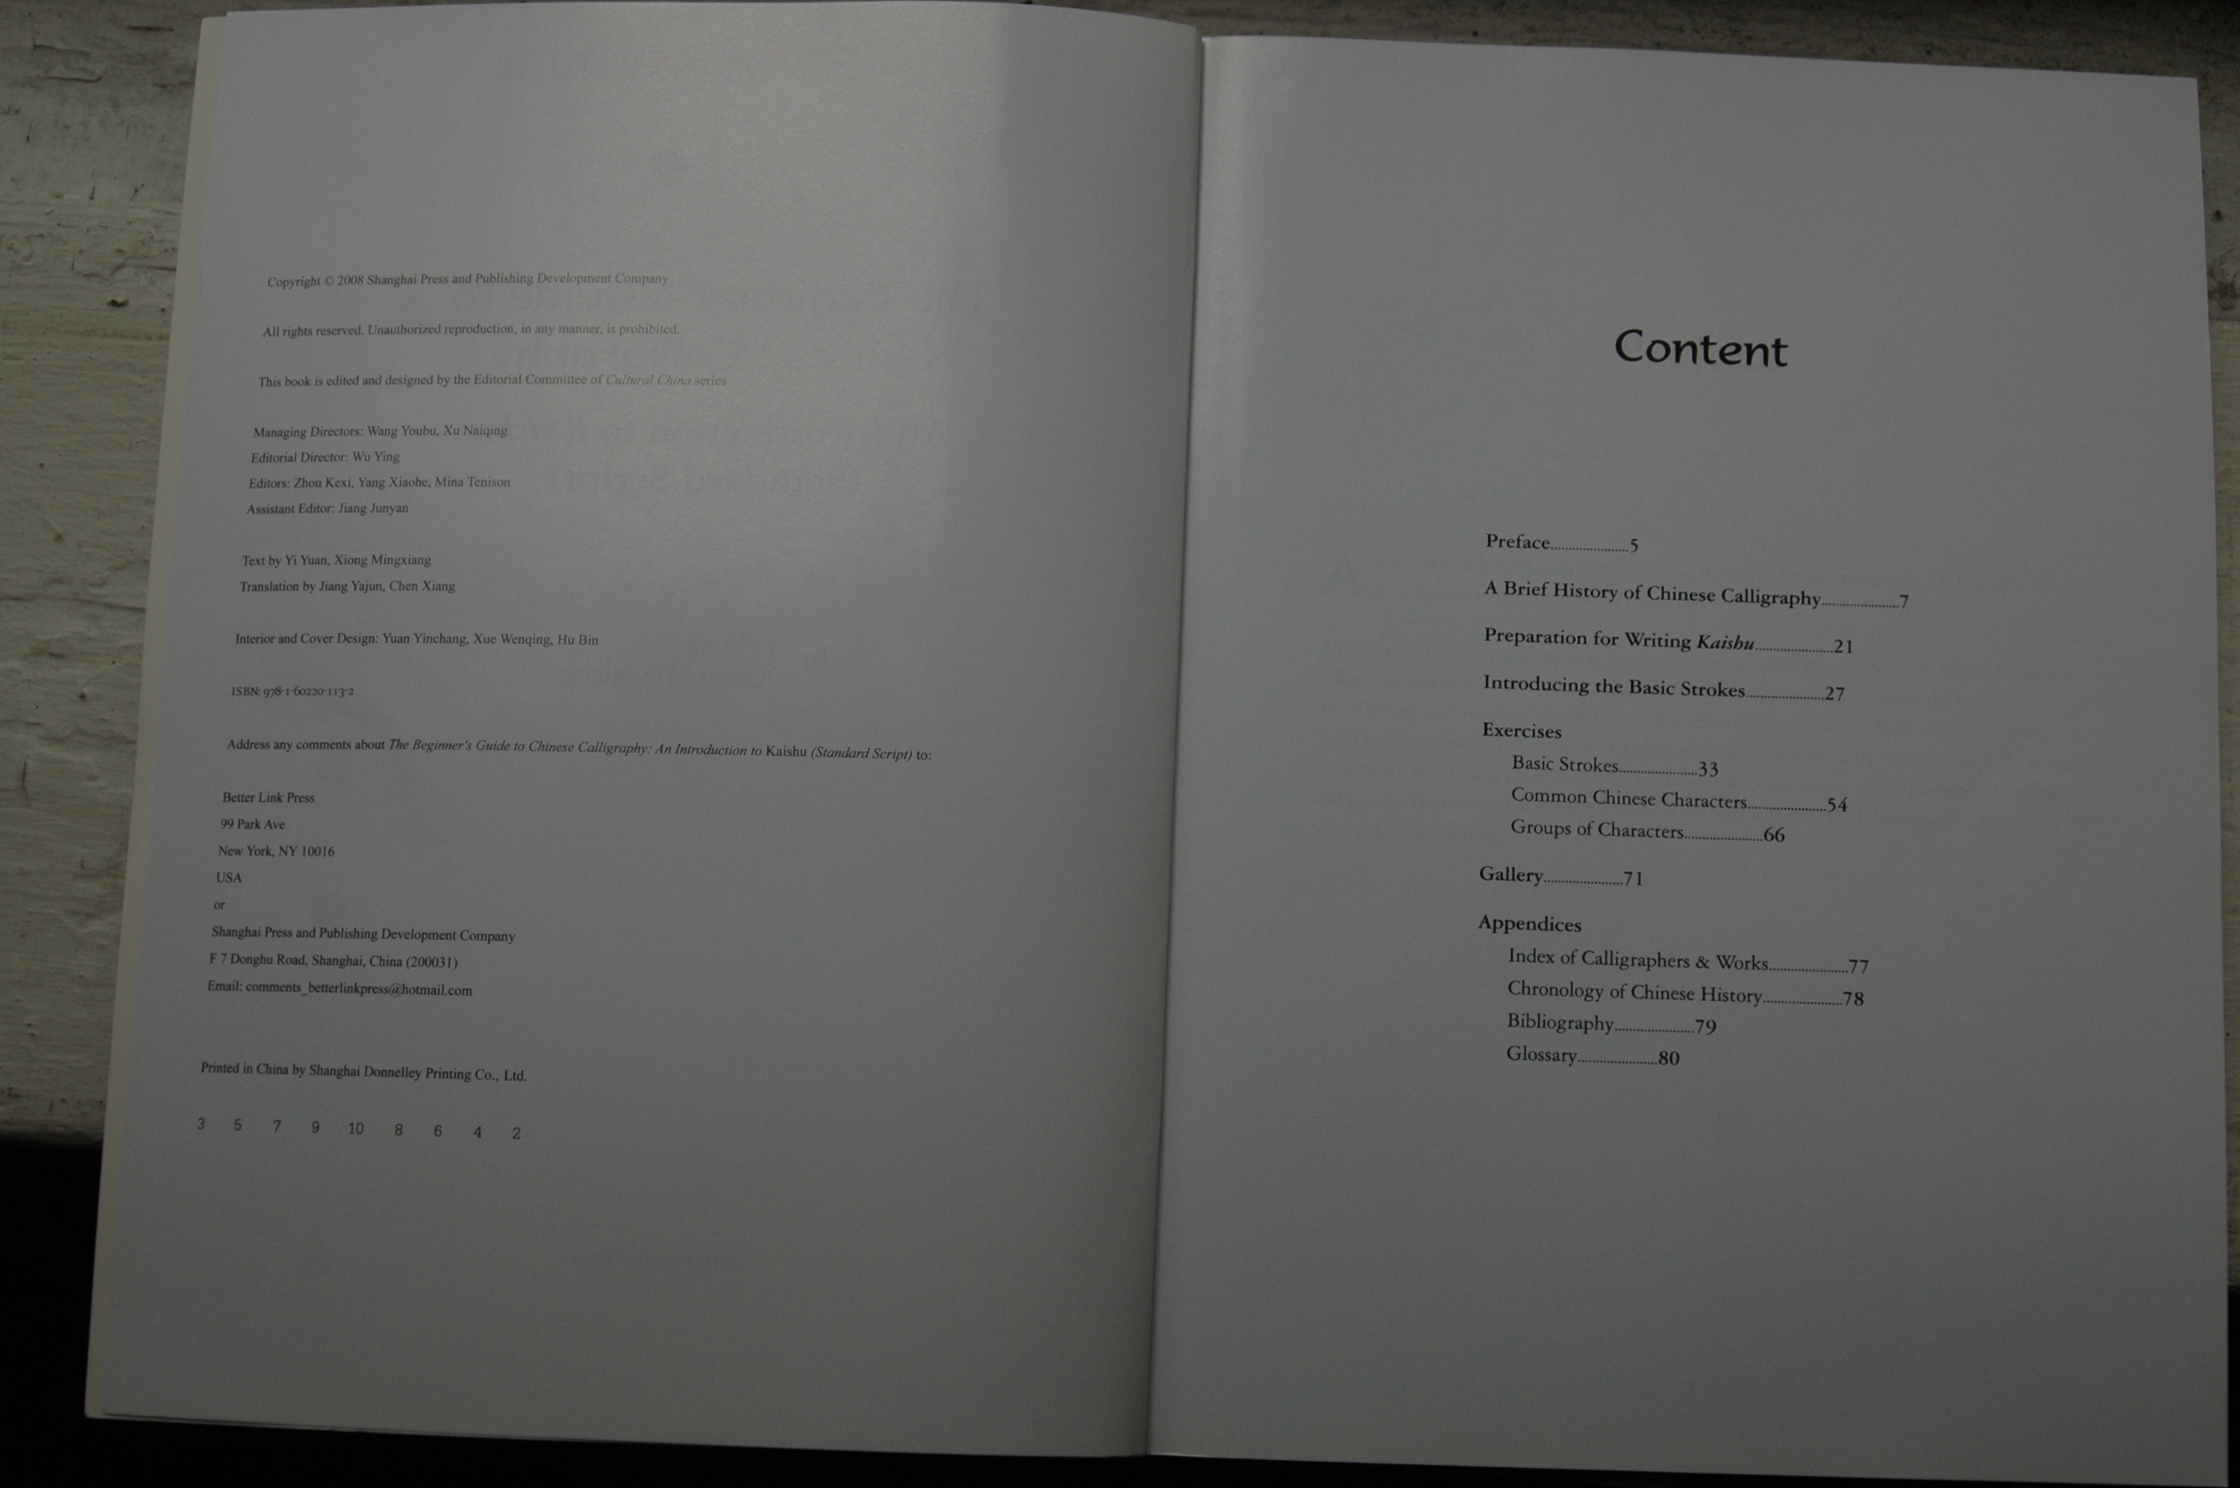 Copyright © 2008 Shanghai Press and Publishing Development Company
All rights reserved. Unauthorized reproduction, in any manner, is prohibited.
This book is edited and designed by the Editorial Committee of Cultural China series
Managing Directors: Wang Youbu, Xu Naiqing
Editorial Director: Wu Ying
Editors: Zhou Kexi, Yang Xiaohe, Mina Tenison
Assistant Editor: Jiang Junyan
Text by Yi Yuan, Xiong Mingxiang
Translation by Jiang Yajun, Chen Xiang
Interior and Cover Design: Yuan Yinchang, Xue Wenqing, Hu Bin
ISBN: 978-1-60220-113-2
Address any comments about The Beginner's Guide to Chinese Calligraphy: An Introduction to Kaishu (Standard Script) to:
Better Link Press
99 Park Ave
New York, NY 10016
USA
or
Shanghai Press and Publishing Development Company
F 7 Donghu Road, Shanghai, China (200031)
Email: comments_betterlinkpress@hotmail.com
Printed in China by Shanghai Donnelley Printing Co., Ltd.
3 5 7 9 10 8 6 4 2
Content
Preface....................5
A Brief History of Chinese Calligraphy....................7
Preparation for Writing Kaishu....................21
Introducing the Basic Strokes....................27
Exercises
Basic Strokes....................33
Common Chinese Characters....................54
Groups of Characters....................66
Gallery....................71
Appendices
Index of Calligraphers & Works....................77
Chronology of Chinese History....................78
Bibliography....................79
Glossary....................80